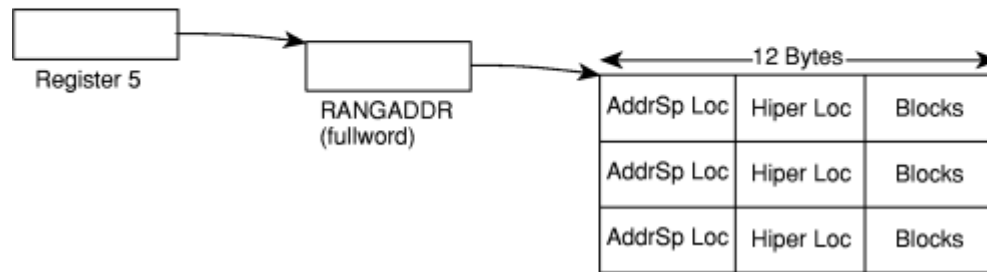 Register 5
RANGADDR
(fullword)
12 Bytes
AddrSp Loc Hiper Loc Blocks
AddrSp Loc Hiper Loc Blocks
AddrSp Loc Hiper Loc Blocks